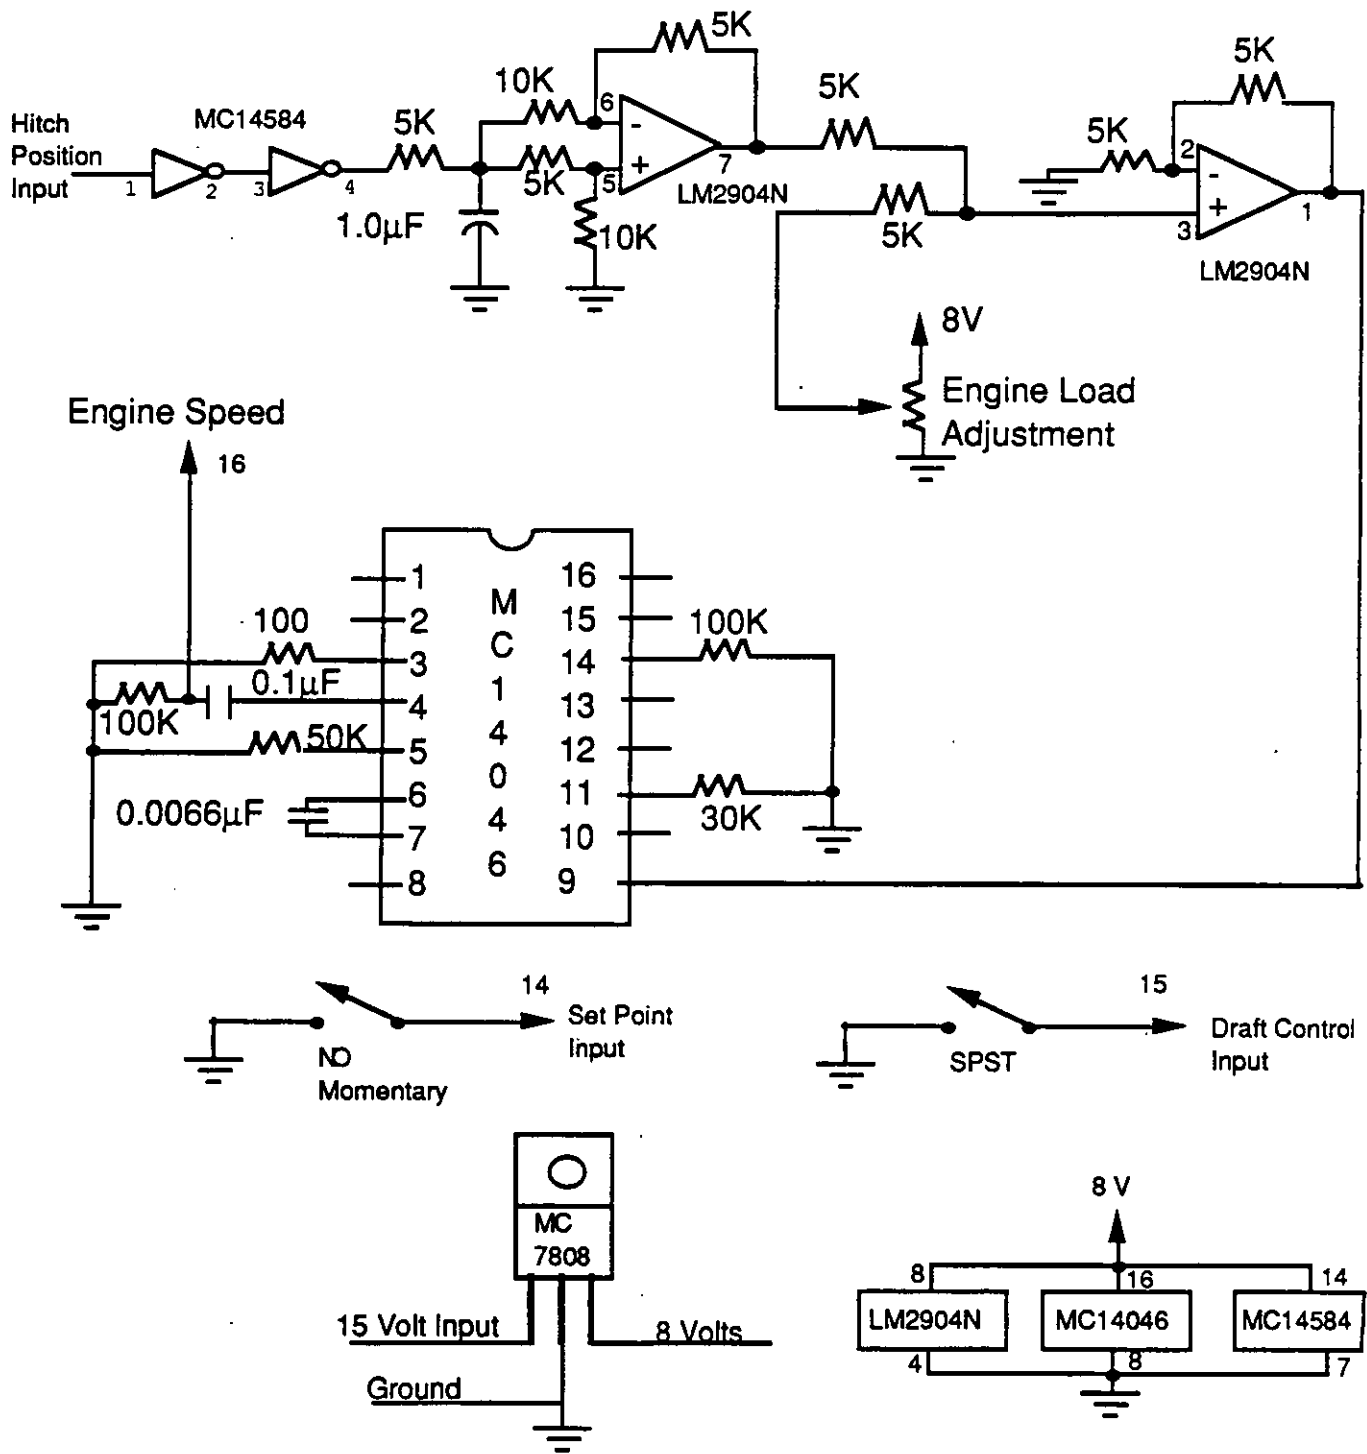 5K
10K
5K
5K
Hitch
Position
Input
MC14584
5K
6
-
5K
2
-
1
2
3
4
5K
5
+
7
LM2904N
1.0µF
10K
5K
3
+
1
LM2904N
8V
Engine Load
Adjustment
Engine Speed
16
1
2
3
4
5
6
7
8
M
C
1
4
0
4
6
16
15
14
13
12
11
10
9
100
0.1µF
100K
50K
0.0066µF
100K
30K
14
Set Point
Input
NO
Momentary
15
Draft Control
Input
SPST
MC
7808
15 Volt Input
8 Volts
Ground
8 V
8
16
14
LM2904N
MC14046
MC14584
4
8
7